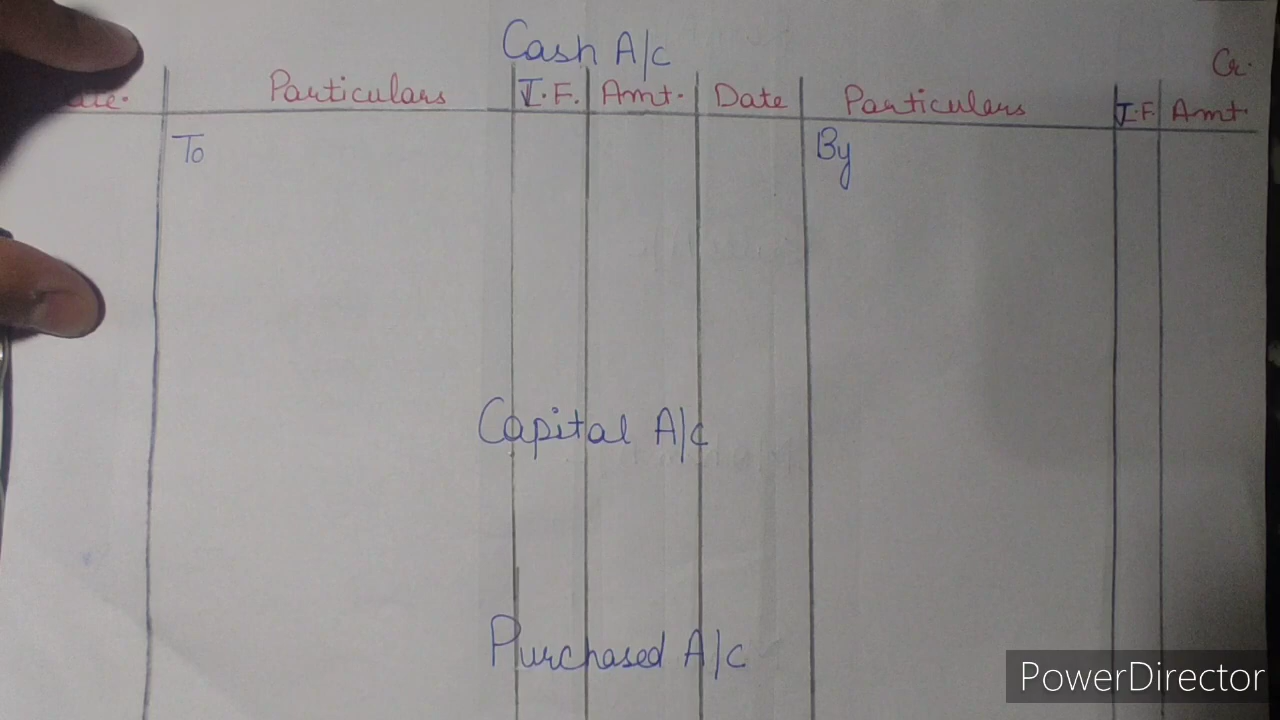 Cash A/c
Cr.
Particulars I.F. Amt. Date Particulars I.F. Amt.
To By
Capital A/c
Purchased A/c
PowerDirector